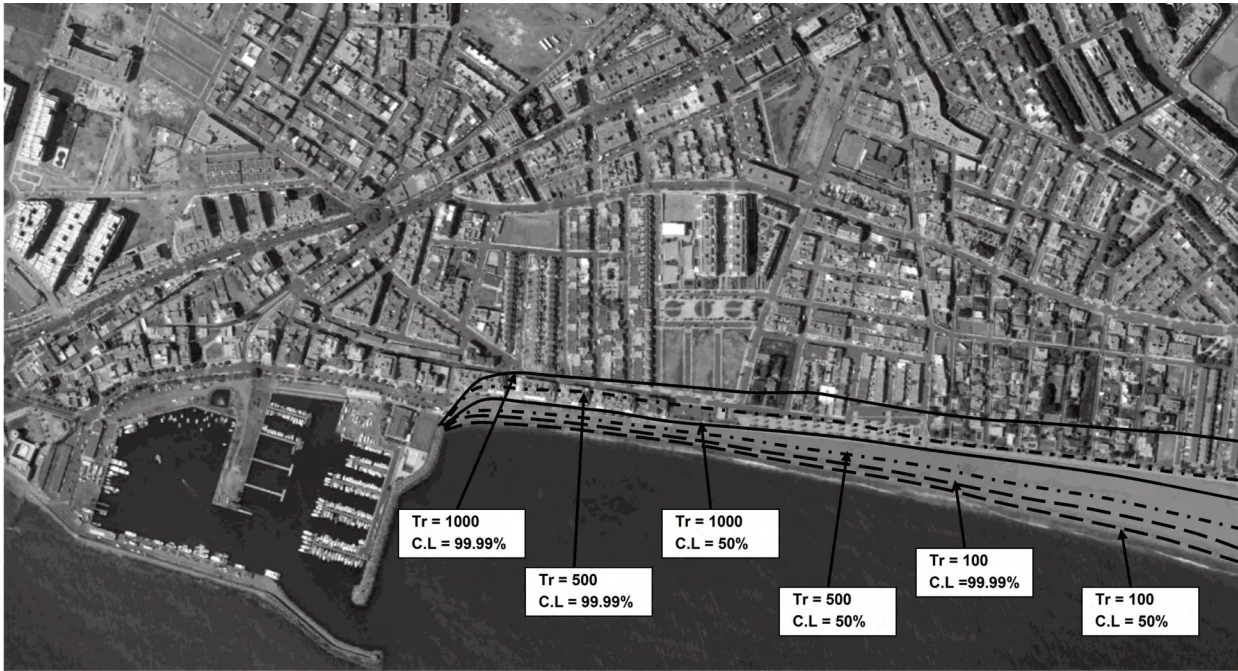 Tr = 1000
C.L = 99.99%
Tr = 500
C.L = 99.99%
Tr = 1000
C.L = 50%
Tr = 500
C.L = 50%
Tr = 100
C.L =99.99%
Tr = 100
C.L = 50%